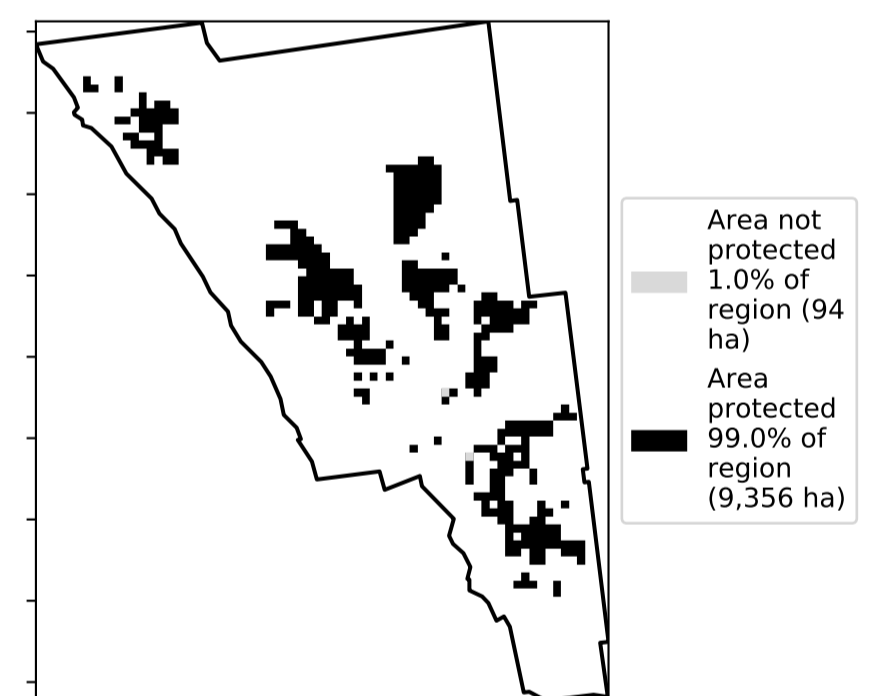 Area not
protected
1.0% of
region (94
ha)
Area
protected
99.0% of
region
(9,356 ha)